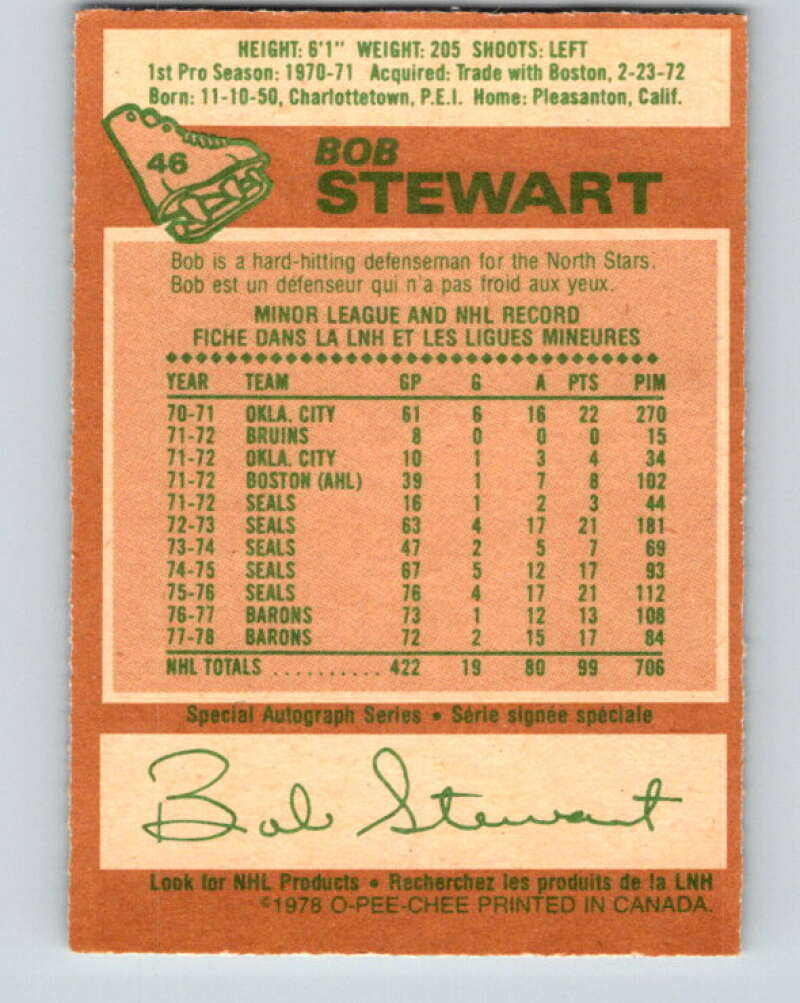 HEIGHT: 6'1" WEIGHT: 205 SHOOTS: LEFT
1st Pro Season: 1970-71 Acquired: Trade with Boston, 2-23-72
Born: 11-10-50, Charlottetown, P.E.I. Home: Pleasanton, Calif.
46
BOB
STEWART
Bob is a hard-hitting defenseman for the North Stars.
Bob est un défenseur qui n'a pas froid aux yeux.
MINOR LEAGUE AND NHL RECORD
FICHE DANS LA LNH ET LES LIGUES MINEURES
YEAR TEAM GP G A PTS PIM
70-71 OKLA. CITY 61 6 16 22 270
71-72 BRUINS 8 0 0 0 15
71-72 OKLA. CITY 10 1 3 4 34
71-72 BOSTON (AHL) 39 1 7 8 102
71-72 SEALS 16 1 2 3 44
72-73 SEALS 63 4 17 21 181
73-74 SEALS 47 2 5 7 69
74-75 SEALS 67 5 12 17 93
75-76 SEALS 76 4 17 21 112
76-77 BARONS 73 1 12 13 108
77-78 BARONS 72 2 15 17 84
NHL TOTALS .......... 422 19 80 99 706
Special Autograph Series • Série signée spéciale
Bob Stewart
Look for NHL Products • Recherchez les produits de la LNH
©1978 O-PEE-CHEE PRINTED IN CANADA.